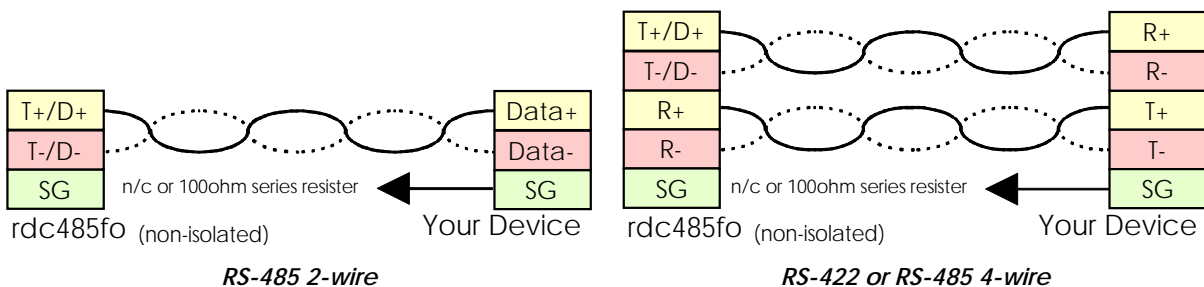 T+/D+
T-/D-
SG
Data+
Data-
SG
n/c or 100ohm series resister
rdc485fo (non-isolated)
Your Device
RS-485 2-wire
T+/D+
T-/D-
R+
R-
SG
R+
R-
T+
T-
SG
n/c or 100ohm series resister
rdc485fo (non-isolated)
Your Device
RS-422 or RS-485 4-wire